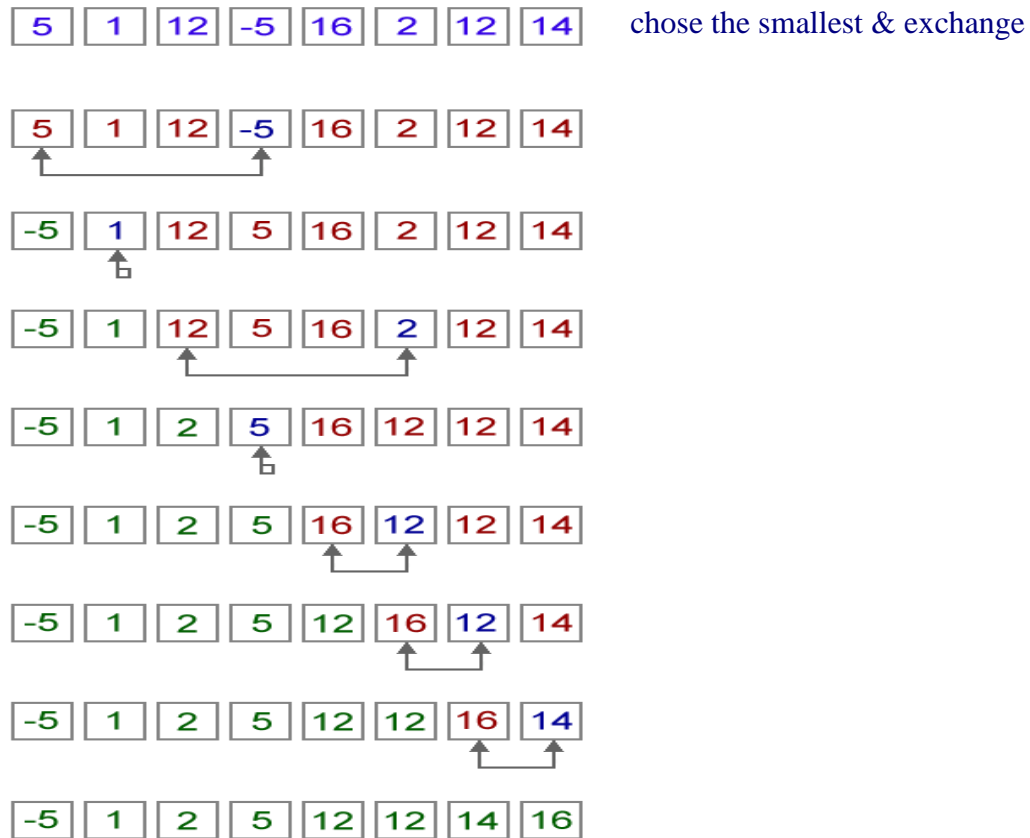 5 1 12 -5 16 2 12 14 chose the smallest & exchange
5 1 12 -5 16 2 12 14
-5 1 12 5 16 2 12 14
-5 1 12 5 16 2 12 14
-5 1 2 5 16 12 12 14
-5 1 2 5 16 12 12 14
-5 1 2 5 12 16 12 14
-5 1 2 5 12 12 16 14
-5 1 2 5 12 12 14 16